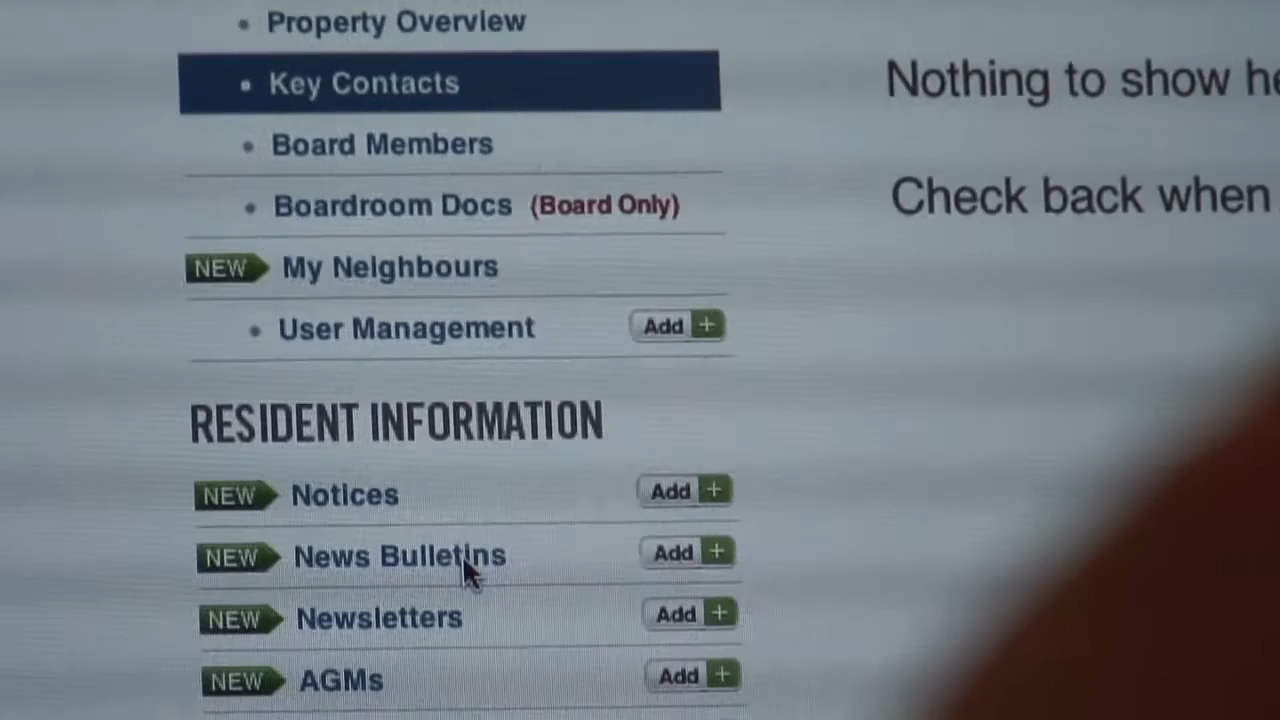 Property Overview
Key Contacts
Board Members
Boardroom Docs (Board Only)
NEW My Neighbours
User Management Add +
RESIDENT INFORMATION
NEW Notices Add +
NEW News Bulletins Add +
NEW Newsletters Add +
NEW AGMs Add +
Nothing to show
Check back when